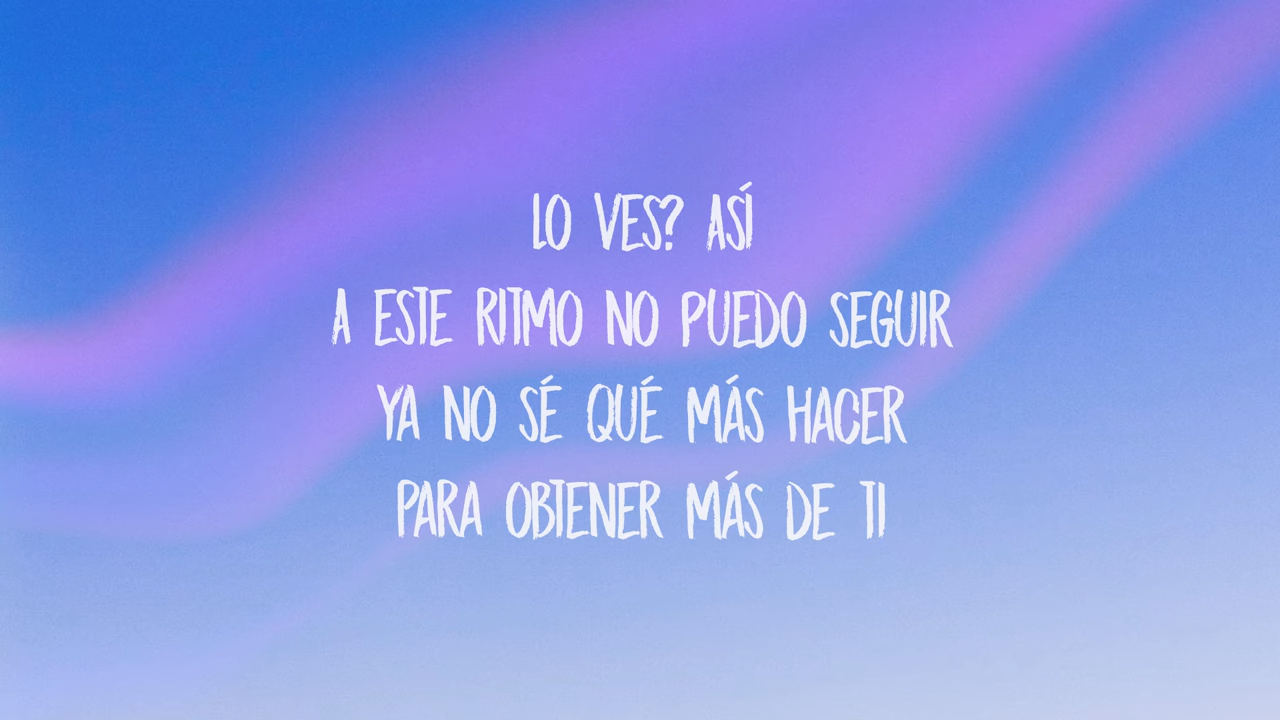 LO VES? ASÍ
A ESTE RITMO NO PUEDO SEGUIR
YA NO SÉ QUÉ MÁS HACER
PARA OBTENER MÁS DE TI